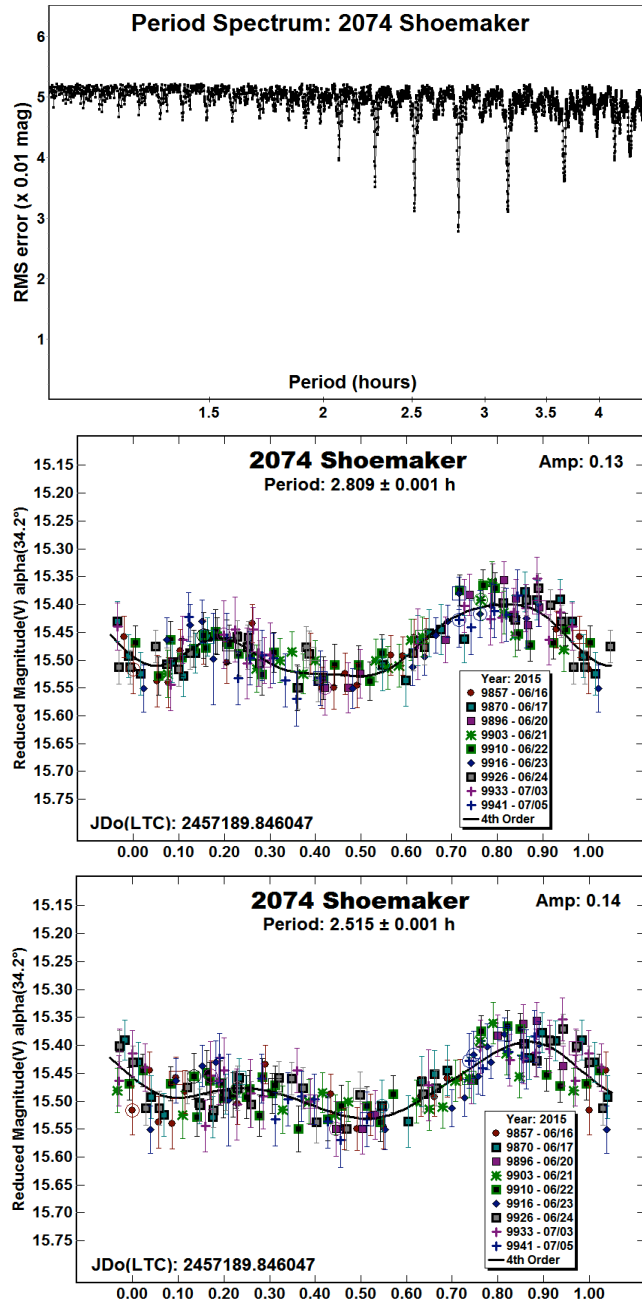 Period Spectrum: 2074 Shoemaker
RMS error (x 0.01 mag)
6
5
4
3
2
1
Period (hours)
1.5 2 2.5 3 3.5 4
2074 Shoemaker
Amp: 0.13
Period: 2.809 ± 0.001 h
Reduced Magnitude(V) alpha(34.2°)
15.15
15.20
15.25
15.30
15.35
15.40
15.45
15.50
15.55
15.60
15.65
15.70
15.75
Year: 2015
9857 - 06/16
9870 - 06/17
9896 - 06/20
9903 - 06/21
9910 - 06/22
9916 - 06/23
9926 - 06/24
9933 - 07/03
9941 - 07/05
4th Order
JDo(LTC): 2457189.846047
0.00 0.10 0.20 0.30 0.40 0.50 0.60 0.70 0.80 0.90 1.00
2074 Shoemaker
Amp: 0.14
Period: 2.515 ± 0.001 h
Reduced Magnitude(V) alpha(34.2°)
15.15
15.20
15.25
15.30
15.35
15.40
15.45
15.50
15.55
15.60
15.65
15.70
15.75
Year: 2015
9857 - 06/16
9870 - 06/17
9896 - 06/20
9903 - 06/21
9910 - 06/22
9916 - 06/23
9926 - 06/24
9933 - 07/03
9941 - 07/05
4th Order
JDo(LTC): 2457189.846047
0.00 0.10 0.20 0.30 0.40 0.50 0.60 0.70 0.80 0.90 1.00